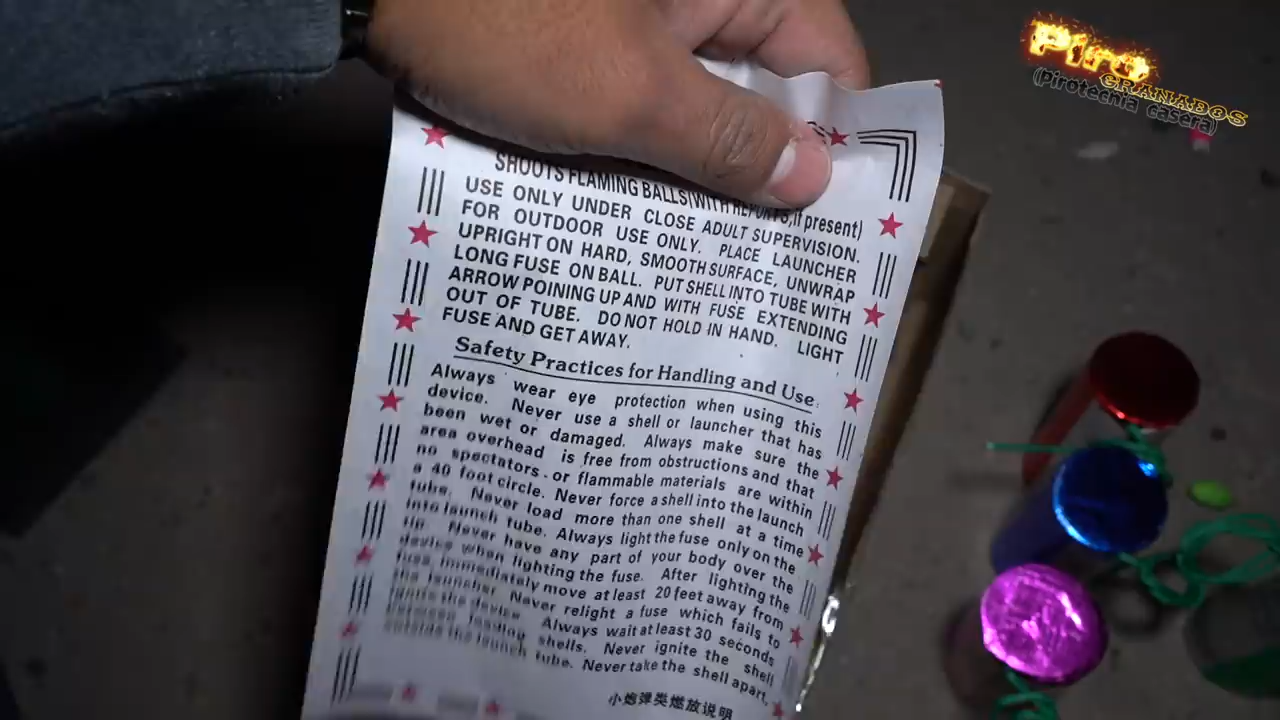 Piro
GRANADOS
(Pirotechnia casera)
SHOOTS FLAMING BALLS(WITH REPORTS,if present)
USE ONLY UNDER CLOSE ADULT SUPERVISION.
FOR OUTDOOR USE ONLY. PLACE LAUNCHER
UPRIGHT ON HARD, SMOOTH SURFACE, UNWRAP
LONG FUSE ON BALL. PUT SHELL INTO TUBE WITH
ARROW POINING UP AND WITH FUSE EXTENDING
OUT OF TUBE. DO NOT HOLD IN HAND. LIGHT
FUSE AND GET AWAY.
Safety Practices for Handling and Use.
Always wear eye protection when using this
device. Never use a shell or launcher that has
been wet or damaged. Always make sure the
area overhead is free from obstructions and that
no spectators or flammable materials are within
a 40 foot circle. Never force a shell into the launch
tube. Never load more than one shell at a time
into launch tube. Always light the fuse only on the
tip. Never have any part of your body over the
device when lighting the fuse. After lighting the
fuse, immediately move at least 20 feet away from
the launcher. Never relight a fuse which fails to
ignite the device. Always wait at least 30 seconds
between loading shells. Never ignite the shell
outside the launch tube. Never take the shell apart,
小炮弹类燃放说明